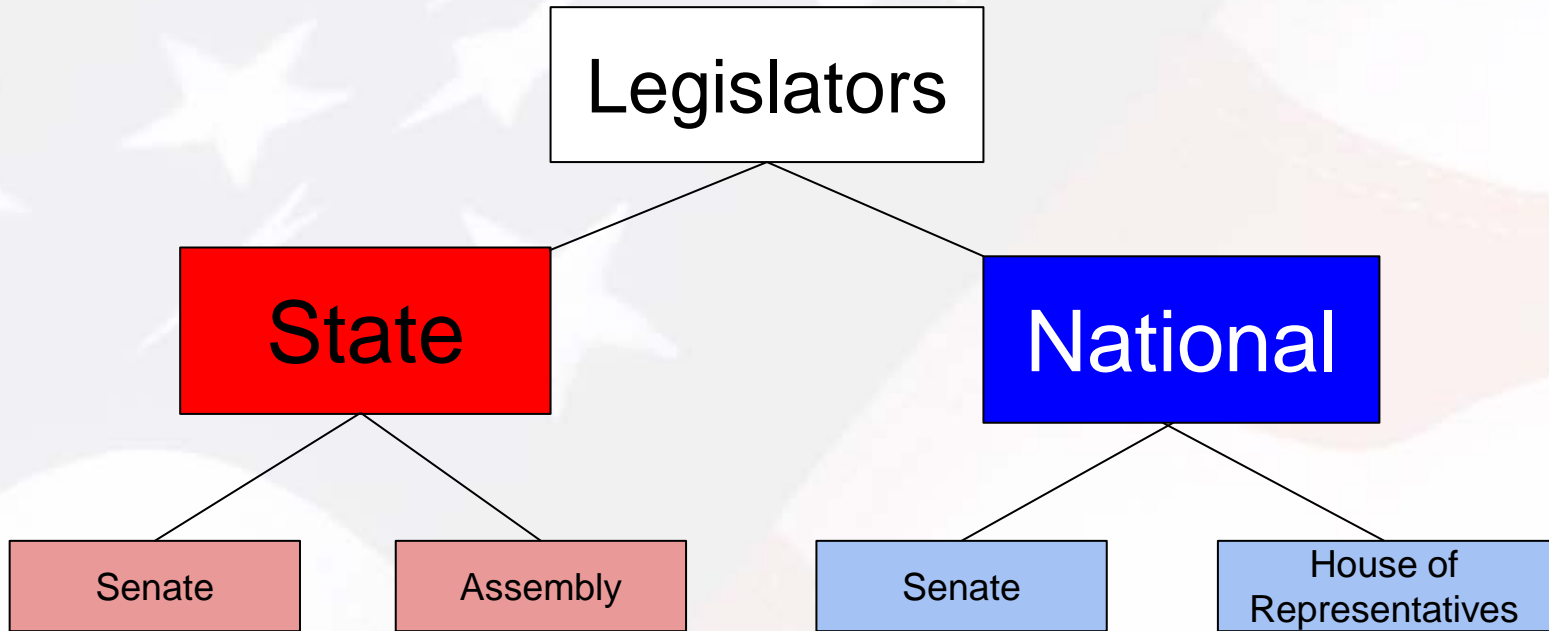 Legislators
State
National
Senate
Assembly
Senate
House of
Representatives